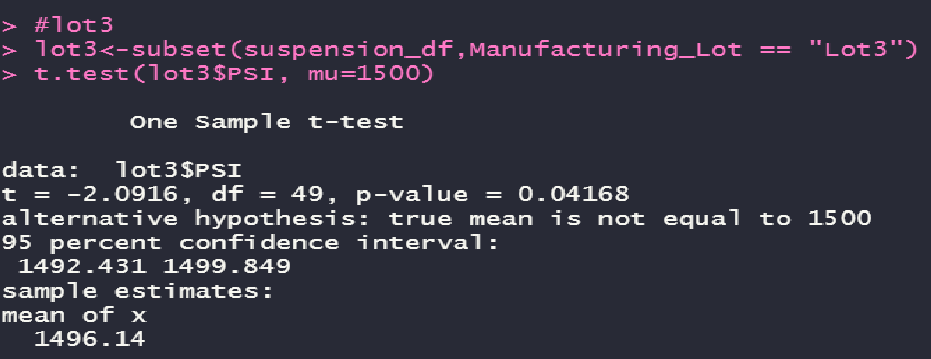 > #lot3
> lot3<-subset(suspension_df,Manufacturing_Lot == "Lot3")
> t.test(lot3$PSI, mu=1500)
One Sample t-test
data:  lot3$PSI
t = -2.0916, df = 49, p-value = 0.04168
alternative hypothesis: true mean is not equal to 1500
95 percent confidence interval:
1492.431 1499.849
sample estimates:
mean of x
1496.14